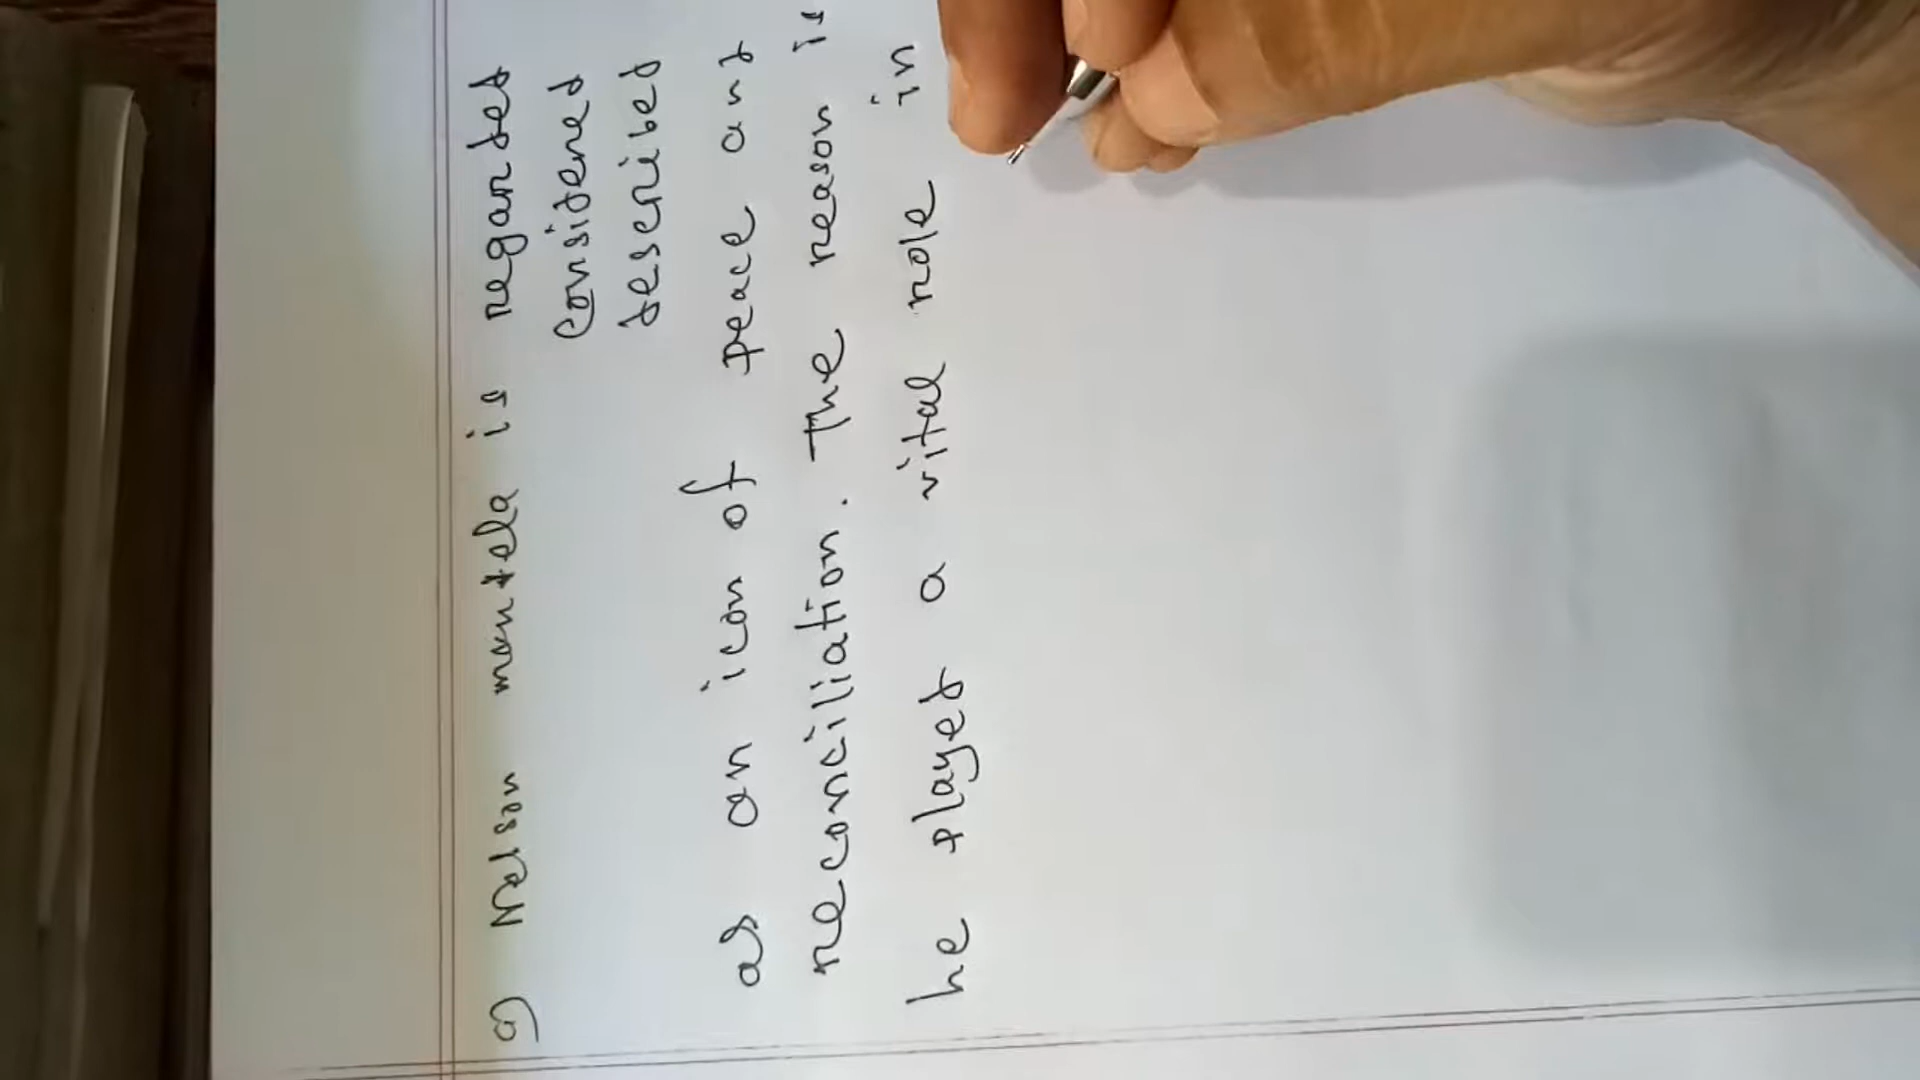 a) Nelson mandela is regarded
considered
described
as an icon of peace and
reconciliation. The reason is
he played a vital role in